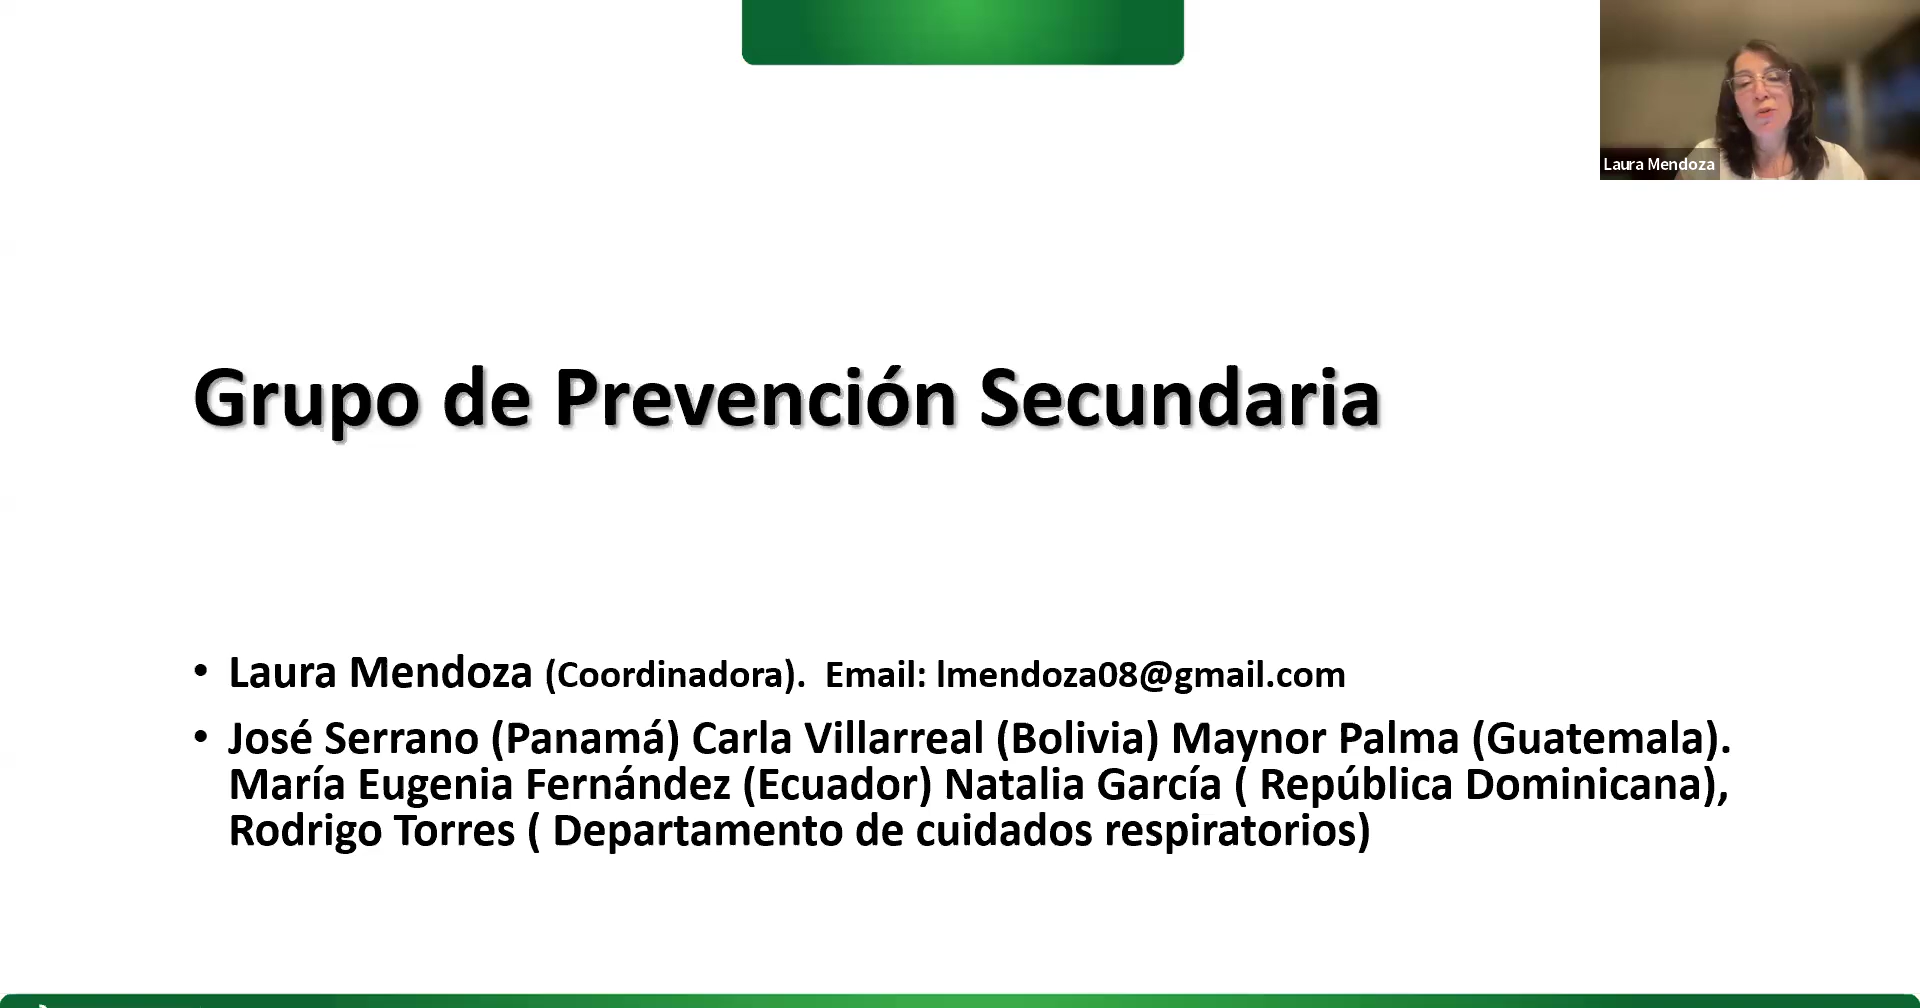 Laura Mendoza
Grupo de Prevención Secundaria
• Laura Mendoza (Coordinadora).  Email: lmendoza08@gmail.com
• José Serrano (Panamá) Carla Villarreal (Bolivia) Maynor Palma (Guatemala).
María Eugenia Fernández (Ecuador) Natalia García ( República Dominicana),
Rodrigo Torres ( Departamento de cuidados respiratorios)